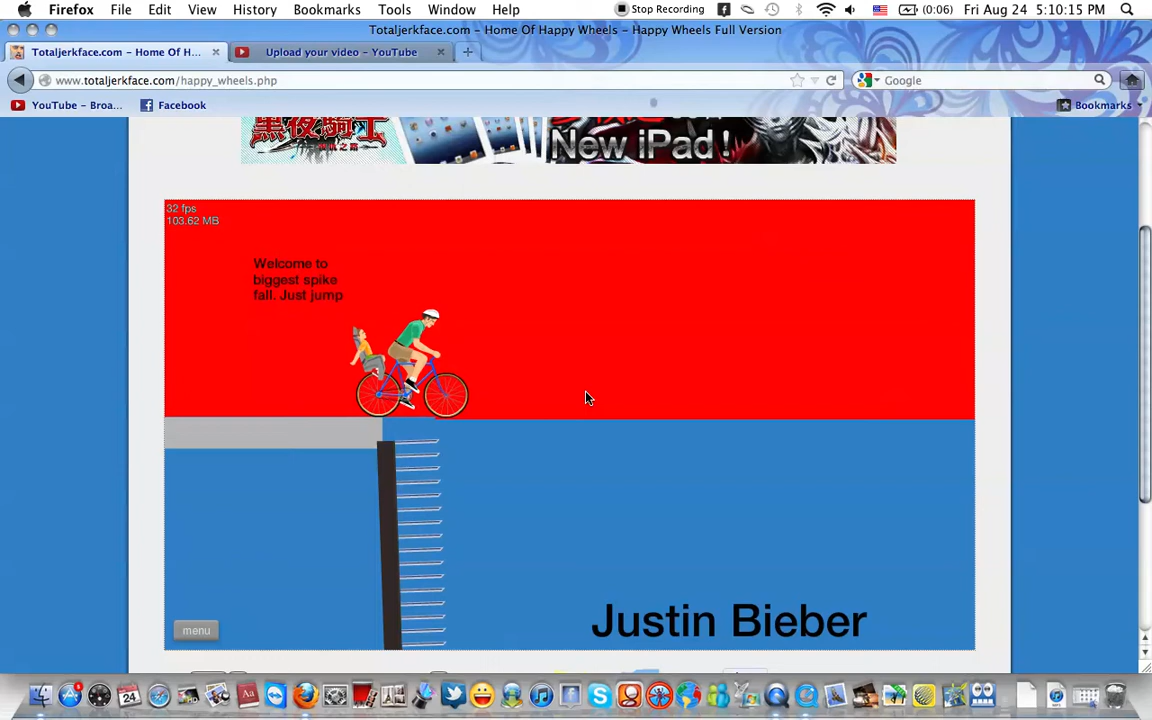 Firefox File Edit View History Bookmarks Tools Window Help Stop Recording (0:06) Fri Aug 24 5:10:15 PM
Totaljerkface.com – Home Of Happy Wheels – Happy Wheels Full Version
Totaljerkface.com – Home Of H... Upload your video – YouTube
www.totaljerkface.com/happy_wheels.php Google
YouTube – Broa... Facebook Bookmarks
New iPad !
32 fps
103.62 MB
Welcome to
biggest spike
fall. Just jump
Justin Bieber
menu
24